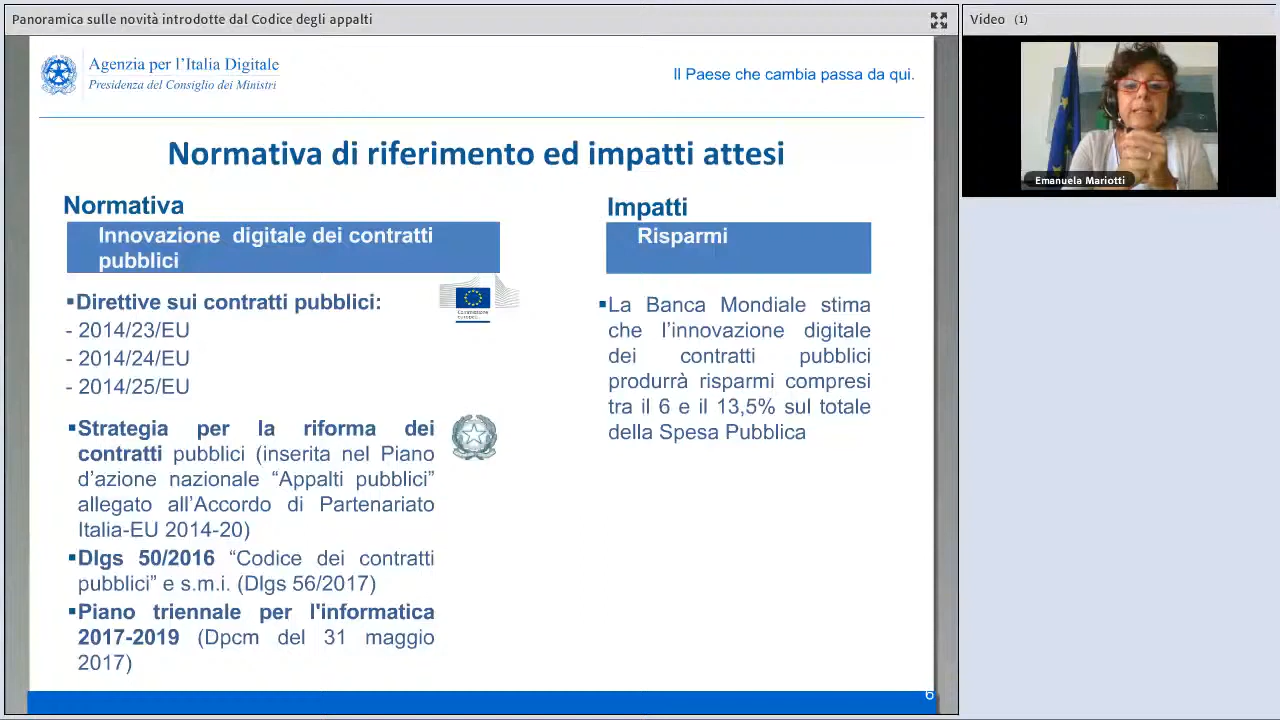 Panoramica sulle novità introdotte dal Codice degli appalti
Video (1)
Agenzia per l'Italia Digitale
Presidenza del Consiglio dei Ministri
Il Paese che cambia passa da qui.
Emanuela Mariotti
Normativa di riferimento ed impatti attesi
Normativa
Innovazione digitale dei contratti
pubblici
▪Direttive sui contratti pubblici:
- 2014/23/EU
- 2014/24/EU
- 2014/25/EU
Commissione
europea
▪Strategia per la riforma dei
contratti pubblici (inserita nel Piano
d'azione nazionale “Appalti pubblici”
allegato all'Accordo di Partenariato
Italia-EU 2014-20)
▪Dlgs 50/2016 “Codice dei contratti
pubblici” e s.m.i. (Dlgs 56/2017)
▪Piano triennale per l'informatica
2017-2019 (Dpcm del 31 maggio
2017)
Impatti
Risparmi
▪La Banca Mondiale stima
che l'innovazione digitale
dei contratti pubblici
produrrà risparmi compresi
tra il 6 e il 13,5% sul totale
della Spesa Pubblica
6